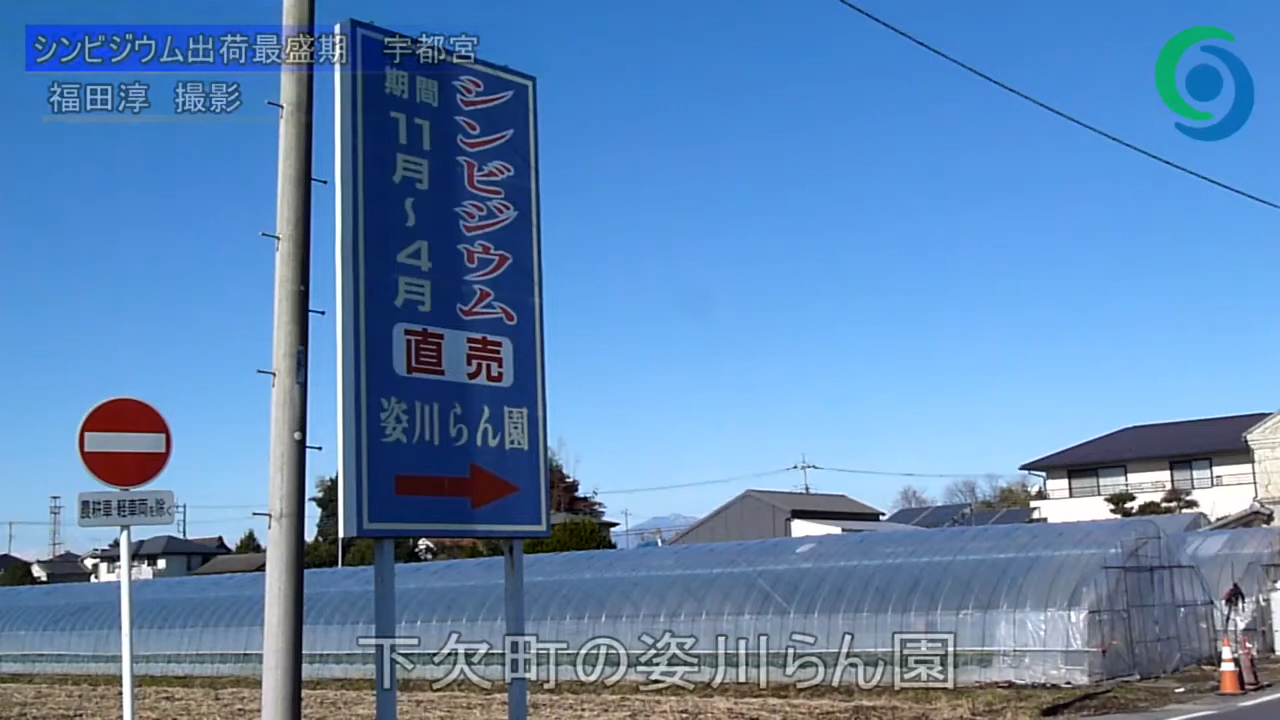 シンビジウム出荷最盛期 宇都宮
福田淳 撮影
シンビジウム
期間
11月～4月
直売
姿川らん園
農耕車・軽車両を除く
下欠町の姿川らん園